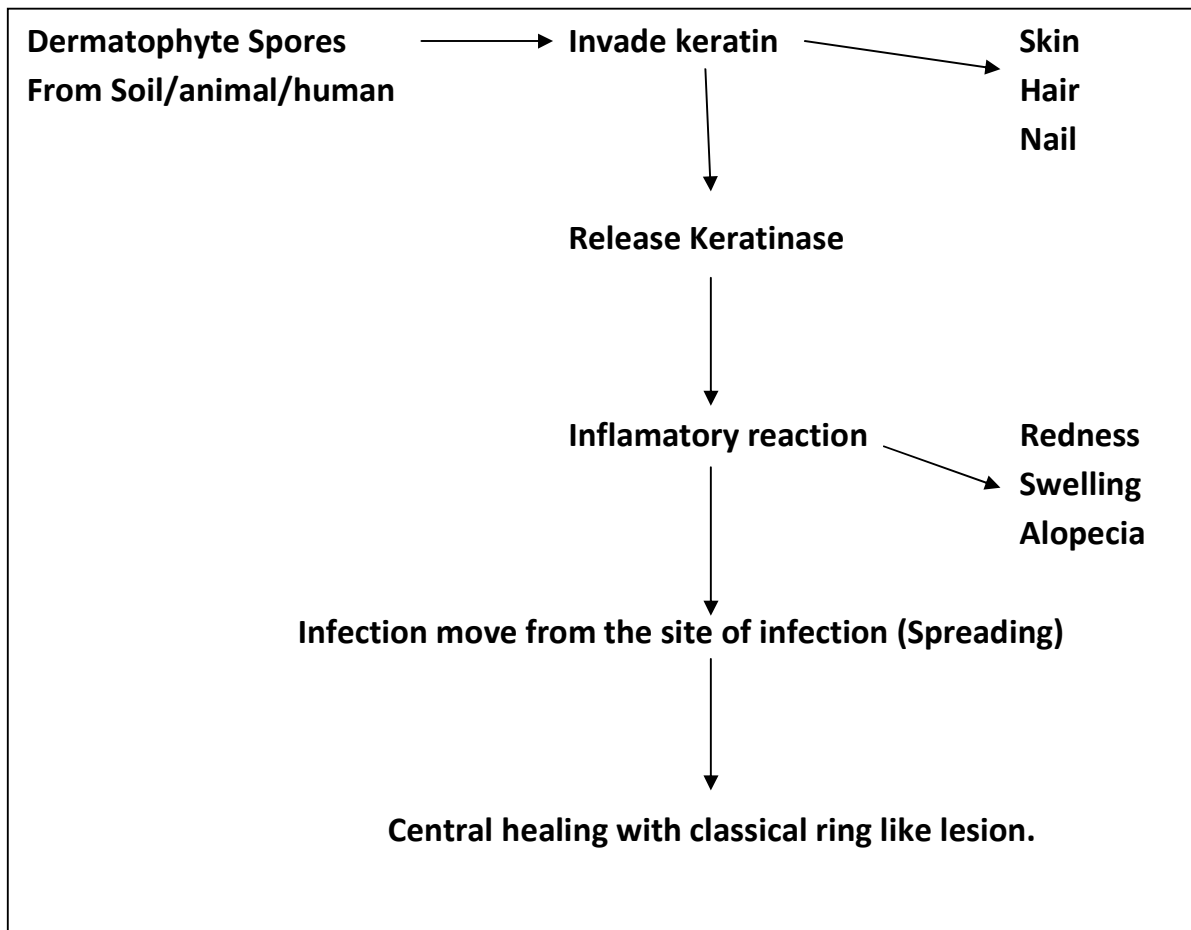 Dermatophyte Spores
From Soil/animal/human
Invade keratin
Skin
Hair
Nail
Release Keratinase
Inflamatory reaction
Redness
Swelling
Alopecia
Infection move from the site of infection (Spreading)
Central healing with classical ring like lesion.